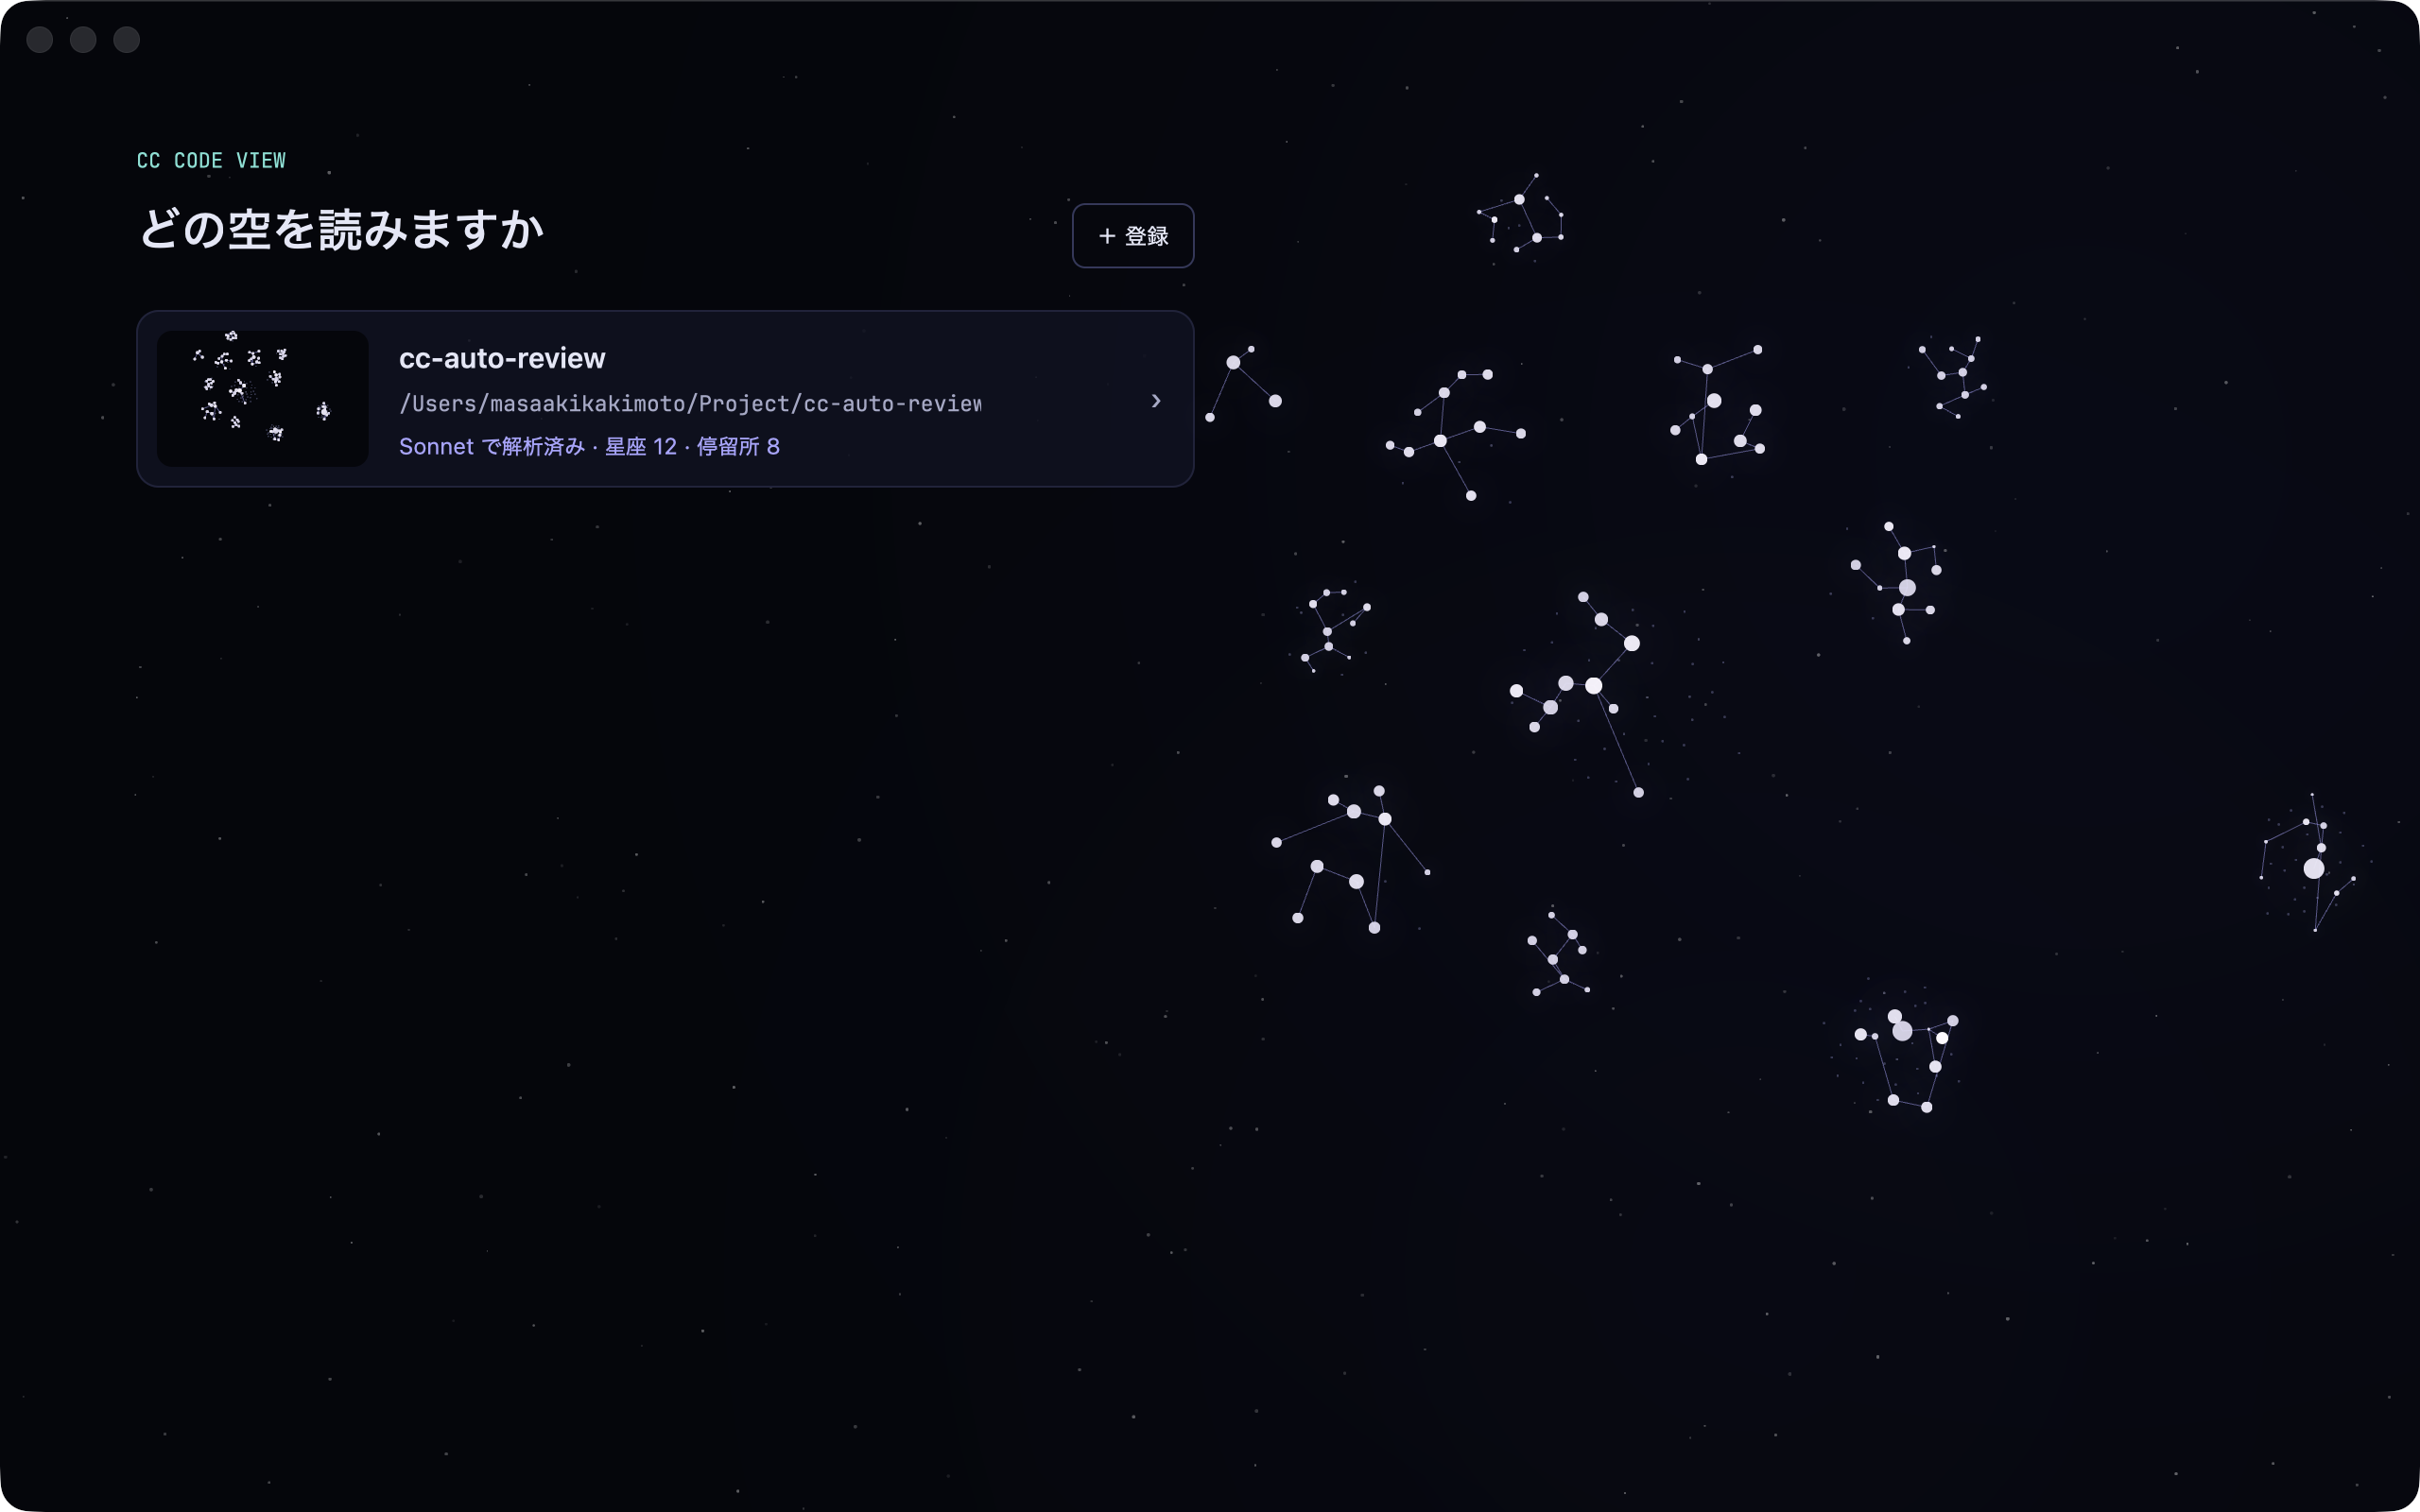 CC CODE VIEW
どの空を読みますか
+ 登録
cc-auto-review
/Users/masaakikakimoto/Project/cc-auto-review
Sonnet で解析済み · 星座 12 · 停留所 8